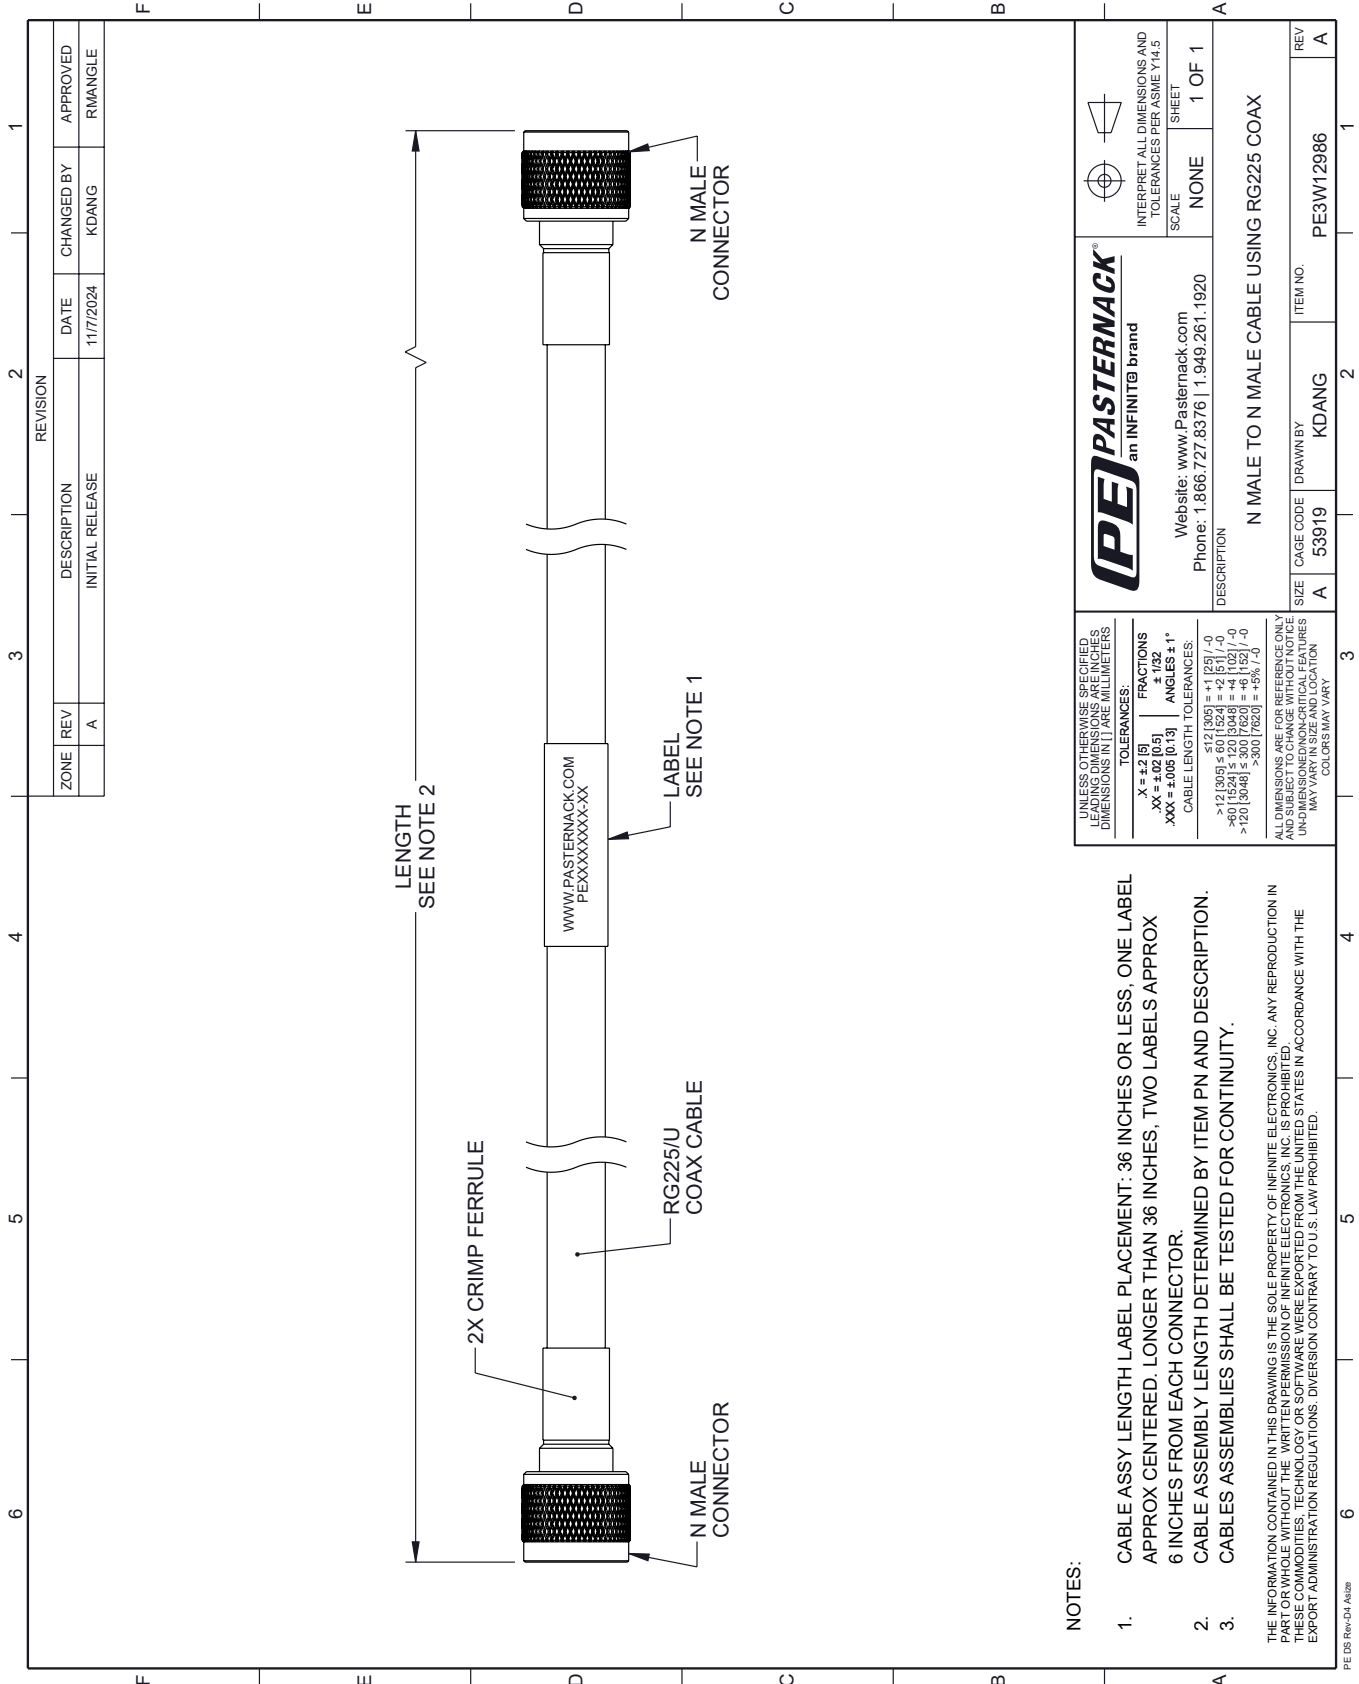 REVISION
ZONE REV DESCRIPTION DATE CHANGED BY APPROVED
A INITIAL RELEASE 11/7/2024 KDANG RMANGLE
6 5 4 3 2 1
F
E
D
C
B
A
LENGTH
SEE NOTE 2
2X CRIMP FERRULE
WWW.PASTERNACK.COM
PEXXXXXXXX-XX
N MALE
CONNECTOR
RG225/U
COAX CABLE
LABEL
SEE NOTE 1
N MALE
CONNECTOR
NOTES:
1. CABLE ASSY LENGTH LABEL PLACEMENT: 36 INCHES OR LESS, ONE LABEL
APPROX CENTERED. LONGER THAN 36 INCHES, TWO LABELS APPROX
6 INCHES FROM EACH CONNECTOR.
2. CABLE ASSEMBLY LENGTH DETERMINED BY ITEM PN AND DESCRIPTION.
3. CABLES ASSEMBLIES SHALL BE TESTED FOR CONTINUITY.
THE INFORMATION CONTAINED IN THIS DRAWING IS THE SOLE PROPERTY OF INFINITE ELECTRONICS, INC. ANY REPRODUCTION IN
PART OR WHOLE WITHOUT THE WRITTEN PERMISSION OF INFINITE ELECTRONICS, INC. IS PROHIBITED.
THESE COMMODITIES, TECHNOLOGY OR SOFTWARE WERE EXPORTED FROM THE UNITED STATES IN ACCORDANCE WITH THE
EXPORT ADMINISTRATION REGULATIONS. DIVERSION CONTRARY TO U.S. LAW PROHIBITED.
UNLESS OTHERWISE SPECIFIED
LEADING DIMENSIONS ARE INCHES
DIMENSIONS IN [ ] ARE MILLIMETERS
TOLERANCES:
.X = ±.2 [5] FRACTIONS
.XX = ±.02 [0.5] ± 1/32
.XXX = ±.005 [0.13] ANGLES ± 1°
CABLE LENGTH TOLERANCES:
≤12 [305] = +1 [25] / -0
>12 [305] ≤ 60 [1524] = +2 [51] / -0
>60 [1524] ≤ 120 [3048] = +4 [102] / -0
>120 [3048] ≤ 300 [7620] = +6 [152] / -0
>300 [7620] = +5% / -0
ALL DIMENSIONS ARE FOR REFERENCE ONLY
AND SUBJECT TO CHANGE WITHOUT NOTICE.
UN-DIMENSIONED/NON-CRITICAL FEATURES
MAY VARY IN SIZE AND LOCATION
COLORS MAY VARY
PE PASTERNACK®
an INFINIT@ brand
Website: www.Pasternack.com
Phone: 1.866.727.8376 | 1.949.261.1920
INTERPRET ALL DIMENSIONS AND
TOLERANCES PER ASME Y14.5
SCALE NONE
SHEET 1 OF 1
DESCRIPTION
N MALE TO N MALE CABLE USING RG225 COAX
SIZE A
CAGE CODE 53919
DRAWN BY KDANG
ITEM NO. PE3W12986
REV A
F
E
D
C
B
A
6 5 4 3 2 1
PE DS Rev-D4 Asize